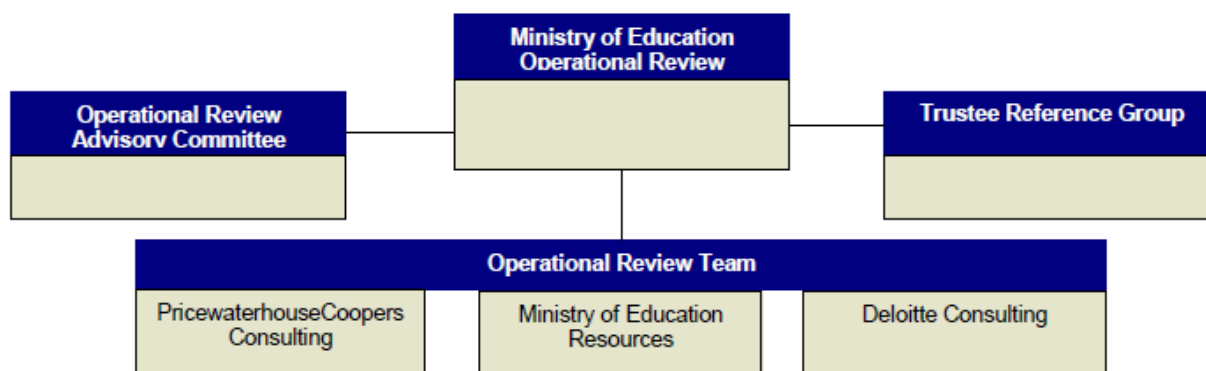 Ministry of Education
Operational Review
Operational Review
Advisory Committee
Trustee Reference Group
Operational Review Team
PricewaterhouseCoopers
Consulting
Ministry of Education
Resources
Deloitte Consulting